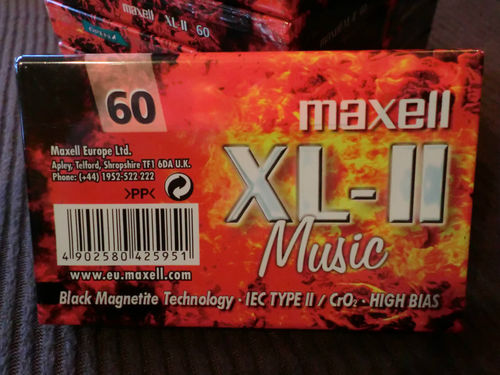 maxell XL-II 60
60
maxell
XL-II
Music
Maxell Europe Ltd.
Apley, Telford, Shropshire TF1 6DA U.K.
Phone: (+44) 1952-522 222
>PP<
4 902580 425951
www.eu.maxell.com
Black Magnetite Technology · IEC TYPE II / CrO₂ · HIGH BIAS